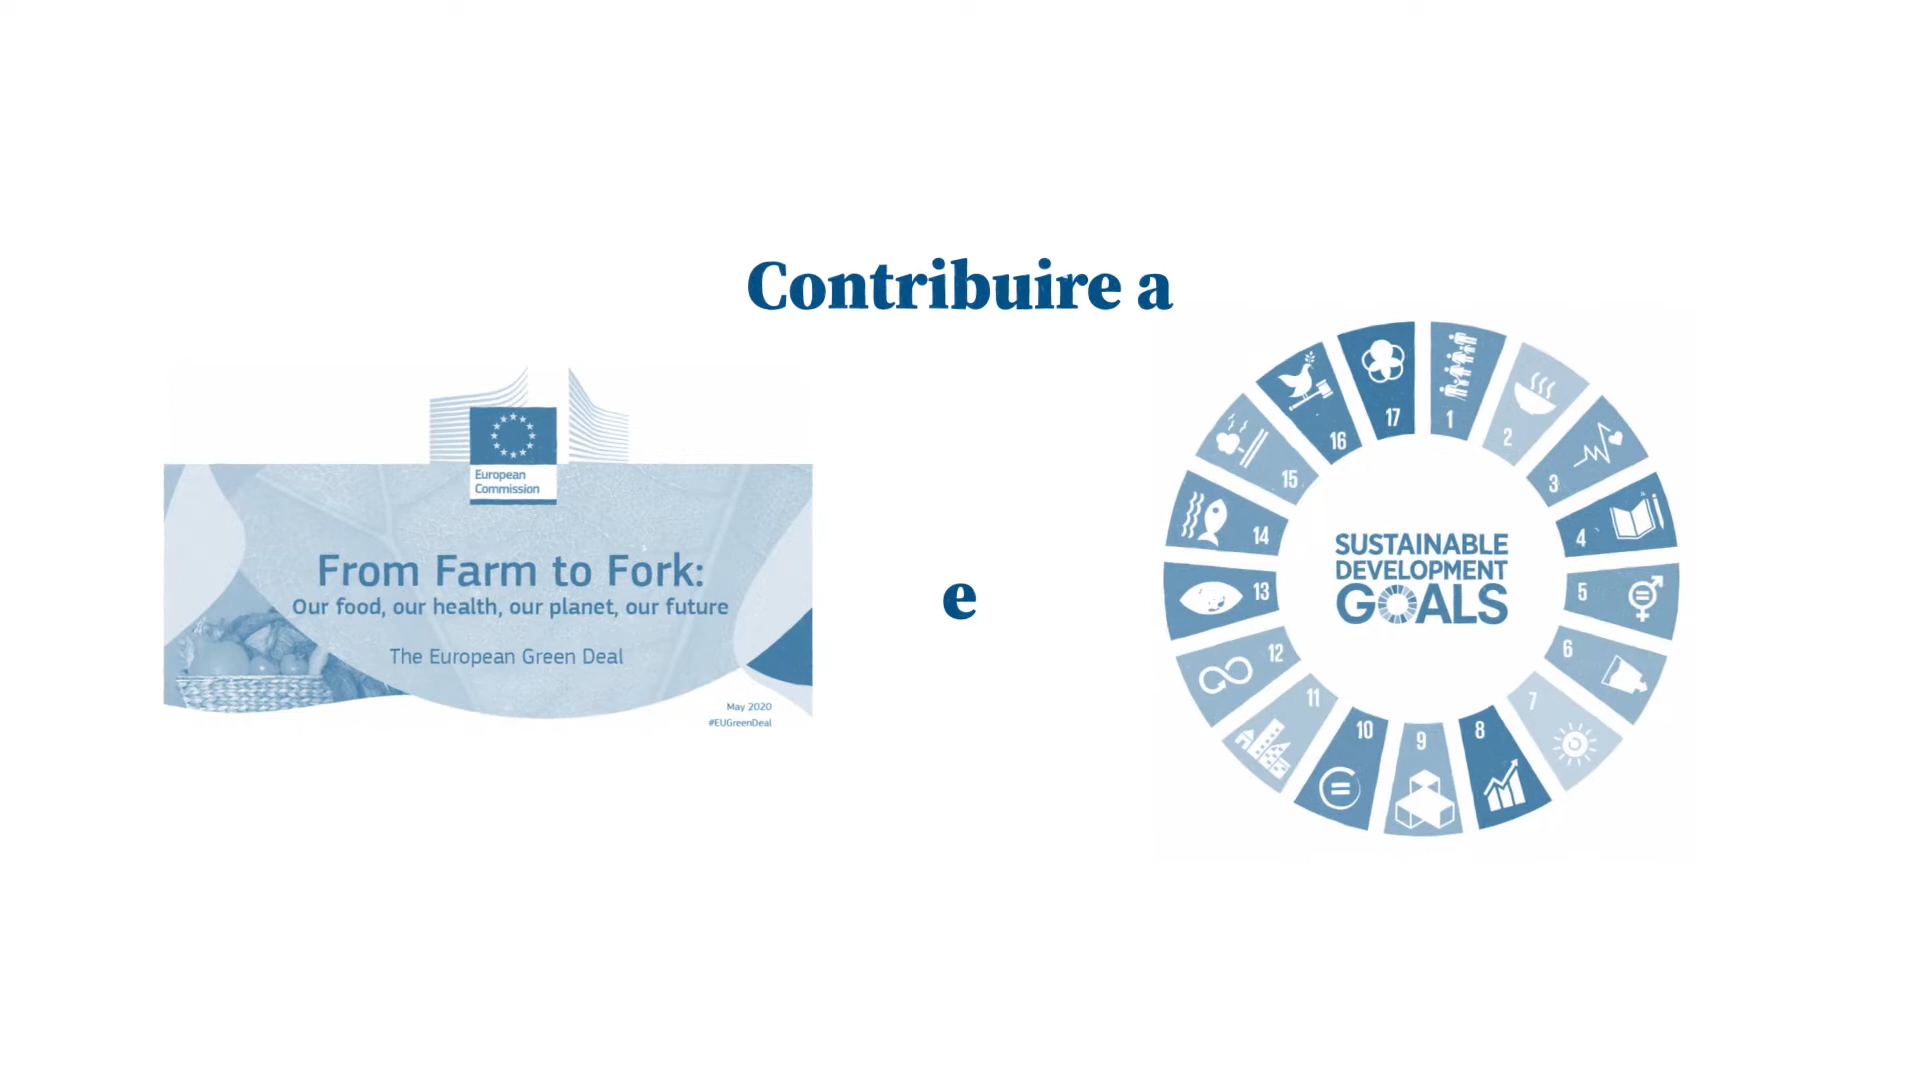 Contribuire a
European
Commission
From Farm to Fork:
Our food, our health, our planet, our future
The European Green Deal
May 2020
#EUGreenDeal
e
SUSTAINABLE
DEVELOPMENT
GOALS
1
2
3
4
5
6
7
8
9
10
11
12
13
14
15
16
17